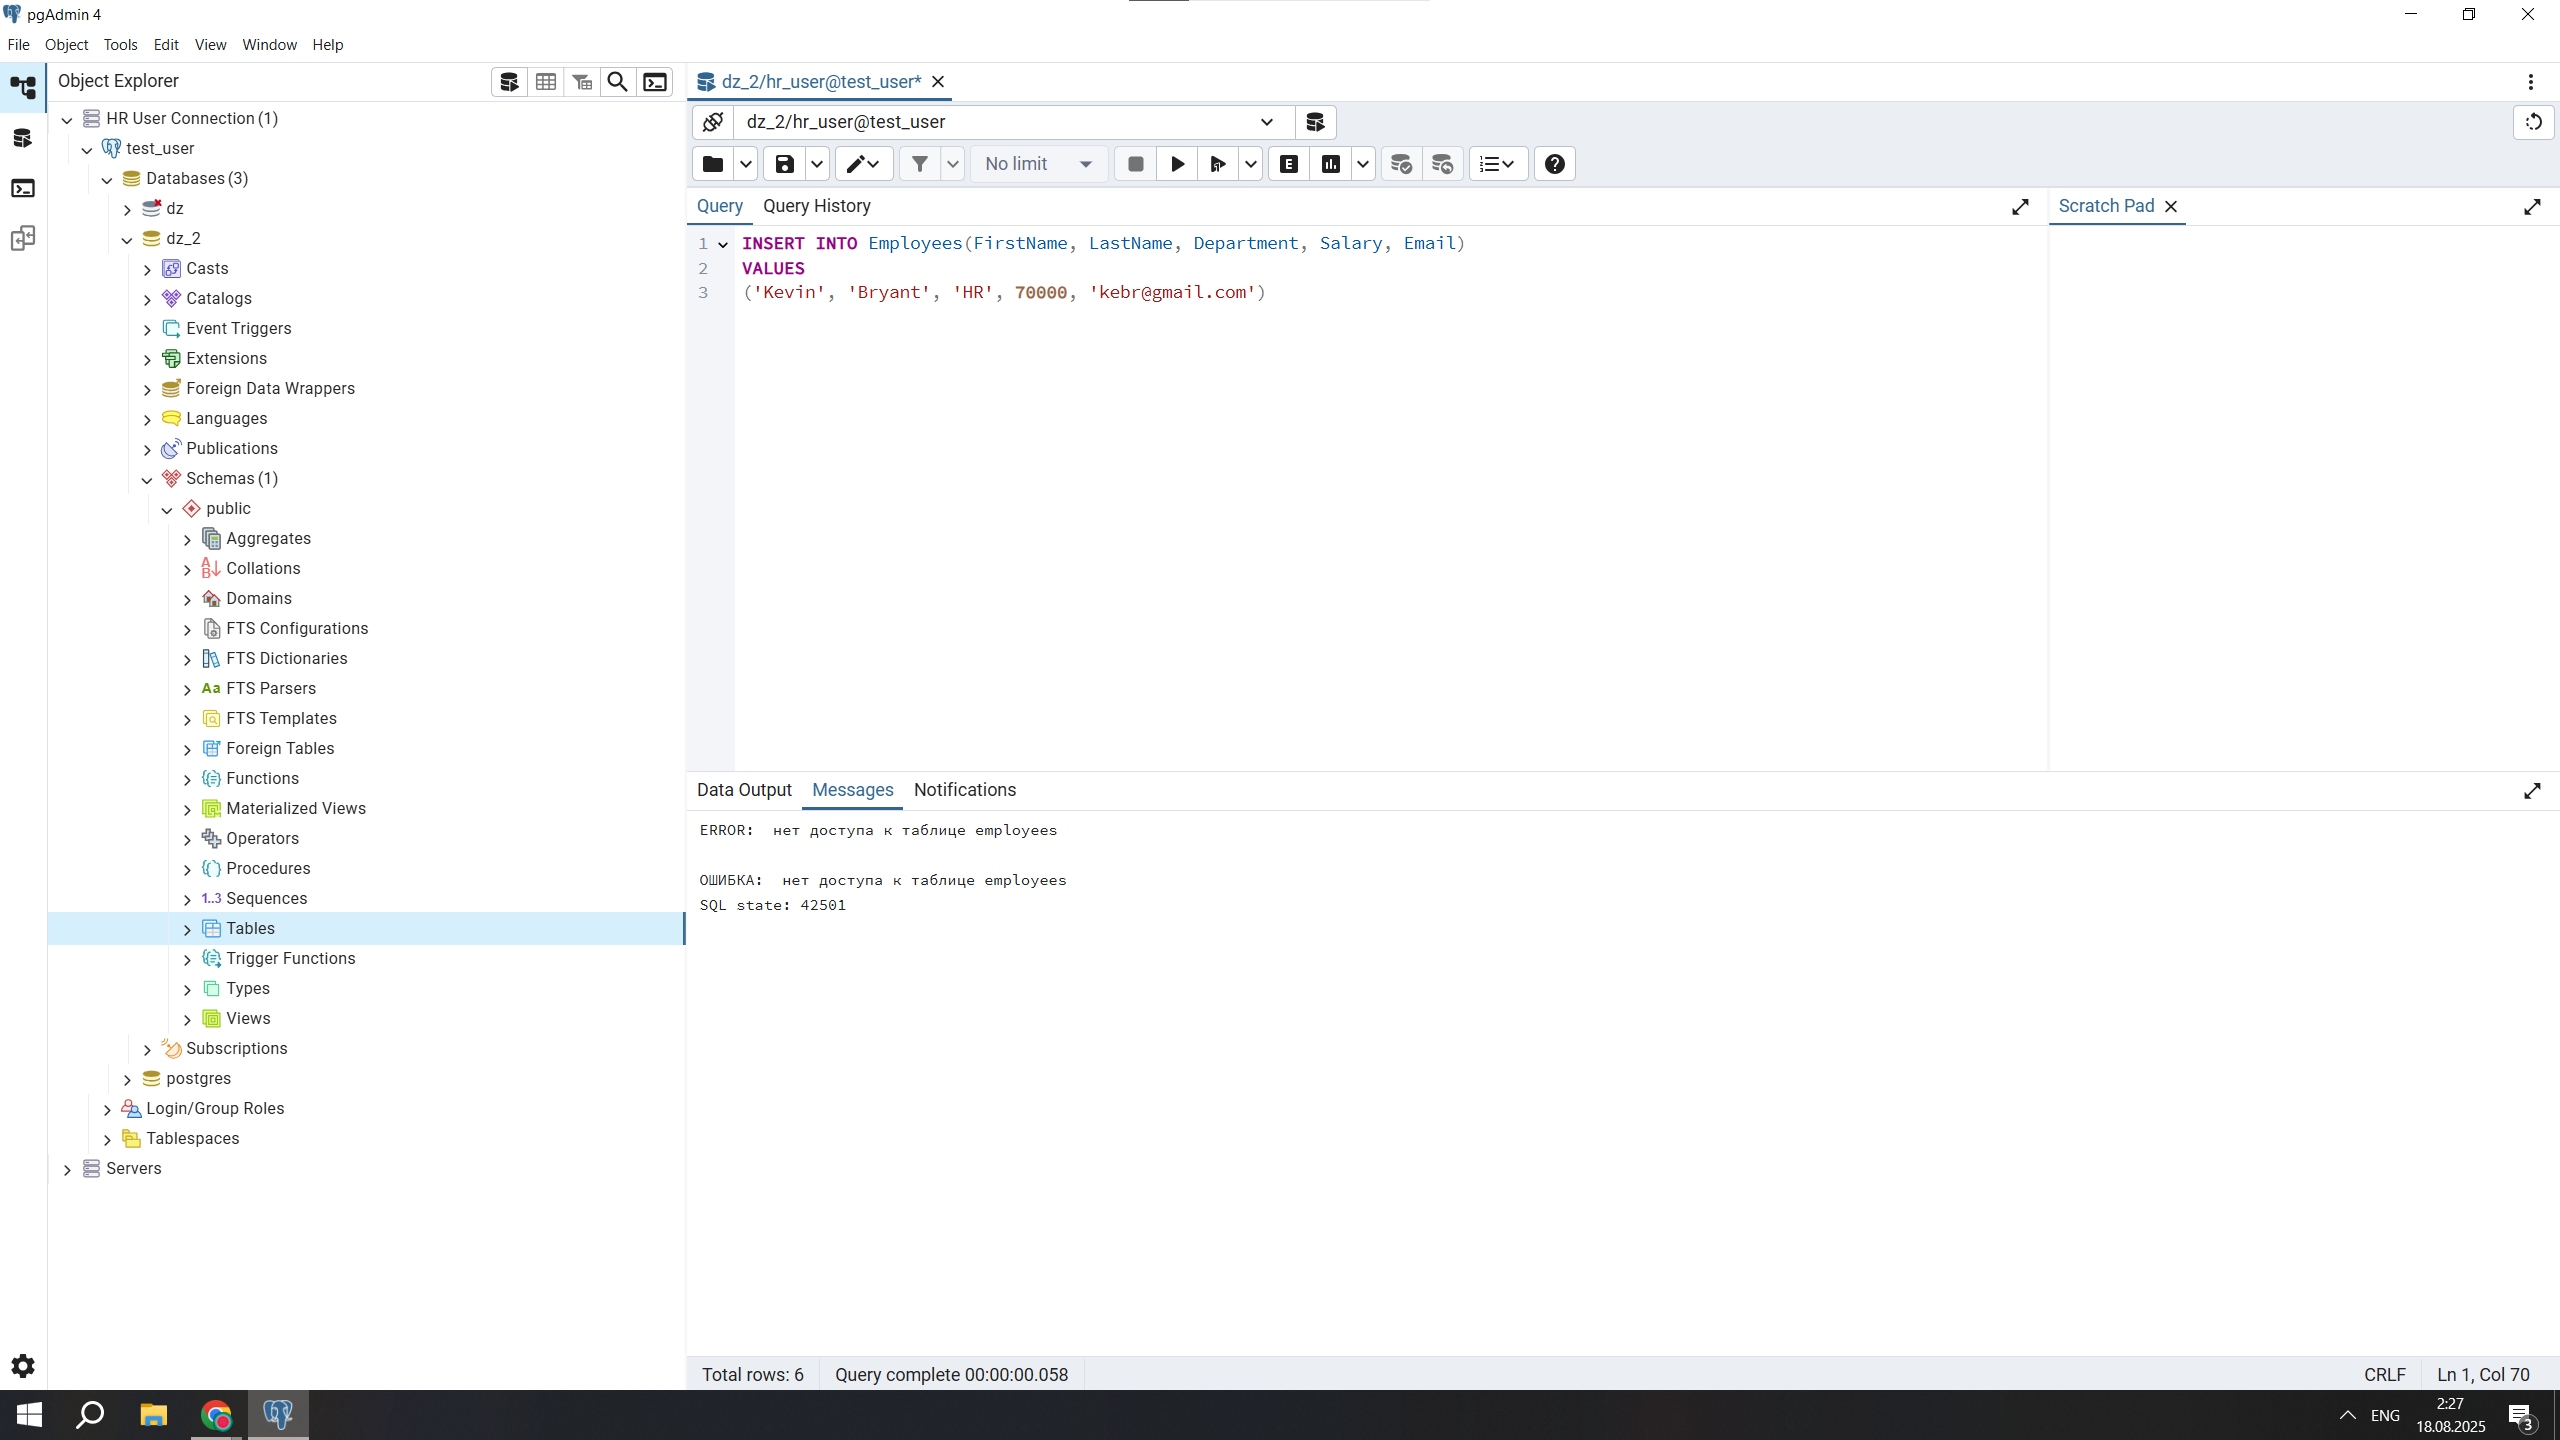 pgAdmin 4
File Object Tools Edit View Window Help
Object Explorer
HR User Connection (1)
test_user
Databases (3)
dz
dz_2
Casts
Catalogs
Event Triggers
Extensions
Foreign Data Wrappers
Languages
Publications
Schemas (1)
public
Aggregates
Collations
Domains
FTS Configurations
FTS Dictionaries
FTS Parsers
FTS Templates
Foreign Tables
Functions
Materialized Views
Operators
Procedures
1..3 Sequences
Tables
Trigger Functions
Types
Views
Subscriptions
postgres
Login/Group Roles
Tablespaces
Servers
dz_2/hr_user@test_user*
dz_2/hr_user@test_user
No limit
Query Query History
Scratch Pad
1 INSERT INTO Employees(FirstName, LastName, Department, Salary, Email)
2 VALUES
3 ('Kevin', 'Bryant', 'HR', 70000, 'kebr@gmail.com')
Data Output Messages Notifications
ERROR:  нет доступа к таблице employees
ОШИБКА:  нет доступа к таблице employees
SQL state: 42501
Total rows: 6 Query complete 00:00:00.058
CRLF Ln 1, Col 70
ENG
2:27
18.08.2025
3